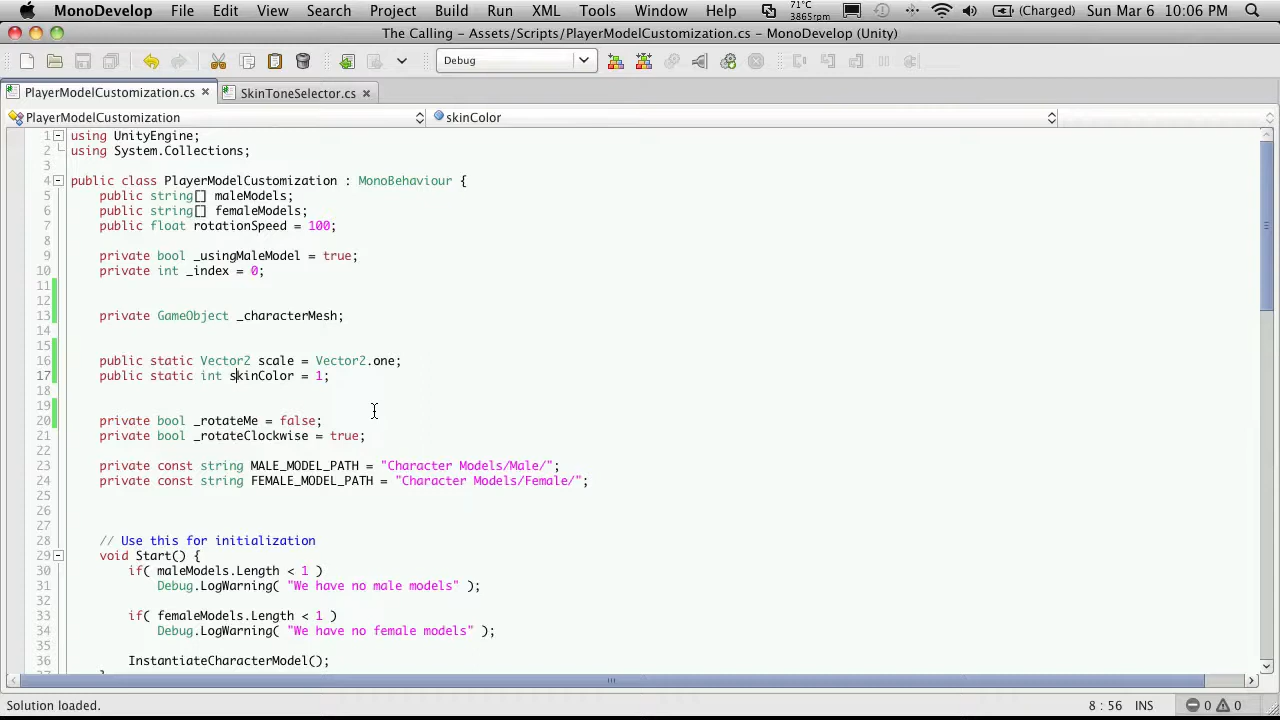 MonoDevelop File Edit View Search Project Build Run XML Tools Window Help 71°C 3865rpm (Charged) Sun Mar 6 10:06 PM
The Calling – Assets/Scripts/PlayerModelCustomization.cs – MonoDevelop (Unity)
Debug
PlayerModelCustomization.cs SkinToneSelector.cs
PlayerModelCustomization skinColor
1 using UnityEngine;
2 using System.Collections;
3
4 public class PlayerModelCustomization : MonoBehaviour {
5 public string[] maleModels;
6 public string[] femaleModels;
7 public float rotationSpeed = 100;
8
9 private bool _usingMaleModel = true;
10 private int _index = 0;
11
12
13 private GameObject _characterMesh;
14
15
16 public static Vector2 scale = Vector2.one;
17 public static int skinColor = 1;
18
19
20 private bool _rotateMe = false;
21 private bool _rotateClockwise = true;
22
23 private const string MALE_MODEL_PATH = "Character Models/Male/";
24 private const string FEMALE_MODEL_PATH = "Character Models/Female/";
25
26
27
28 // Use this for initialization
29 void Start() {
30 if( maleModels.Length < 1 )
31 Debug.LogWarning( "We have no male models" );
32
33 if( femaleModels.Length < 1 )
34 Debug.LogWarning( "We have no female models" );
35
36 InstantiateCharacterModel();
Solution loaded. 8 : 56 INS 0 0